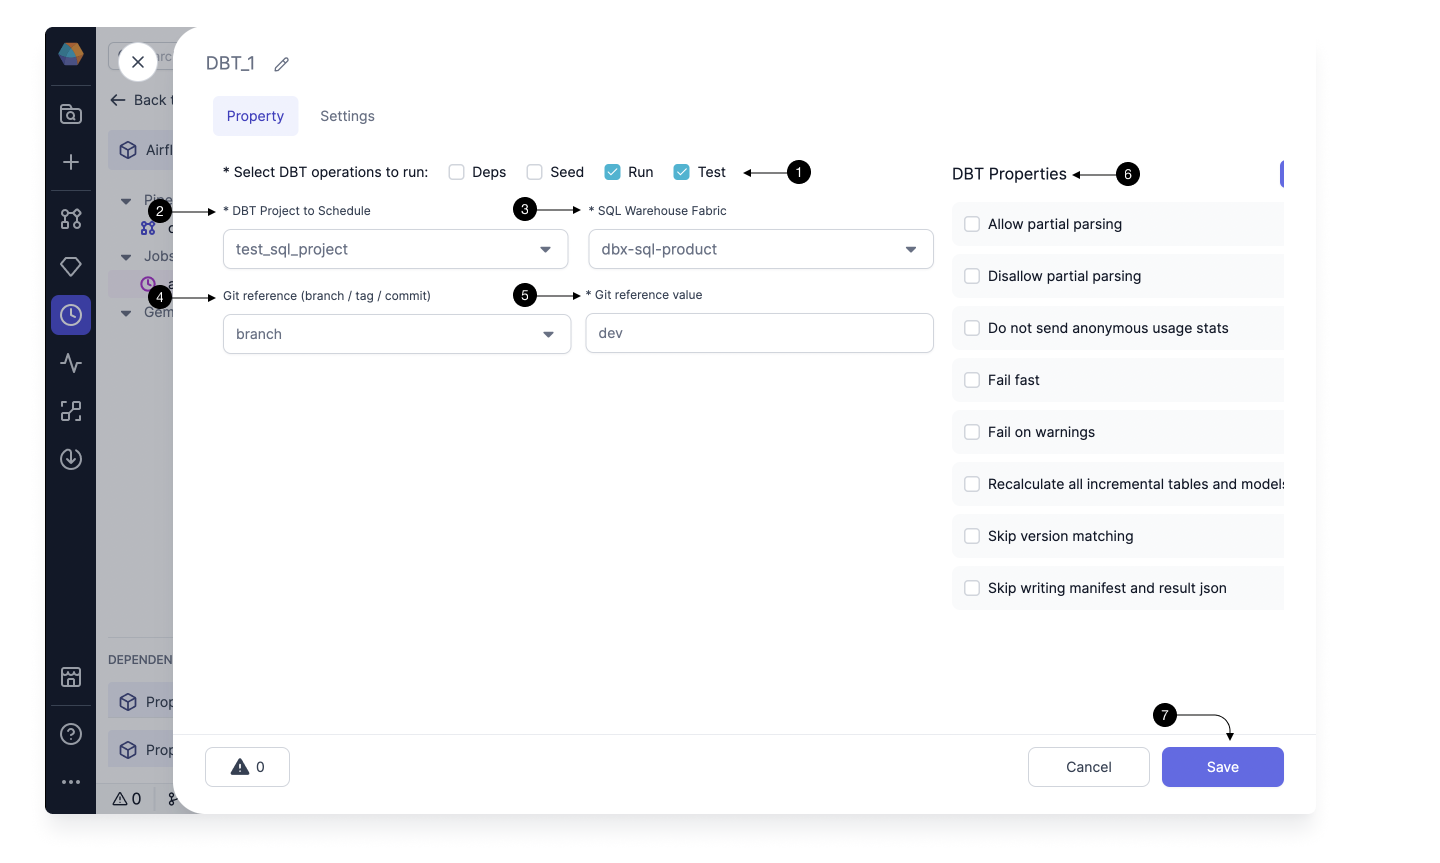 DBT_1
Back t
Property
Settings
Airfl
* Select DBT operations to run:
Deps
Seed
Run
Test
1
DBT Properties
6
2
* DBT Project to Schedule
3
* SQL Warehouse Fabric
Allow partial parsing
test_sql_project
dbx-sql-product
Jobs
Disallow partial parsing
4
Git reference (branch / tag / commit)
5
* Git reference value
Gem
branch
dev
Do not send anonymous usage stats
Fail fast
Fail on warnings
Recalculate all incremental tables and models
Skip version matching
Skip writing manifest and result json
DEPENDEN
Prop
7
Prop
0
Cancel
Save
0